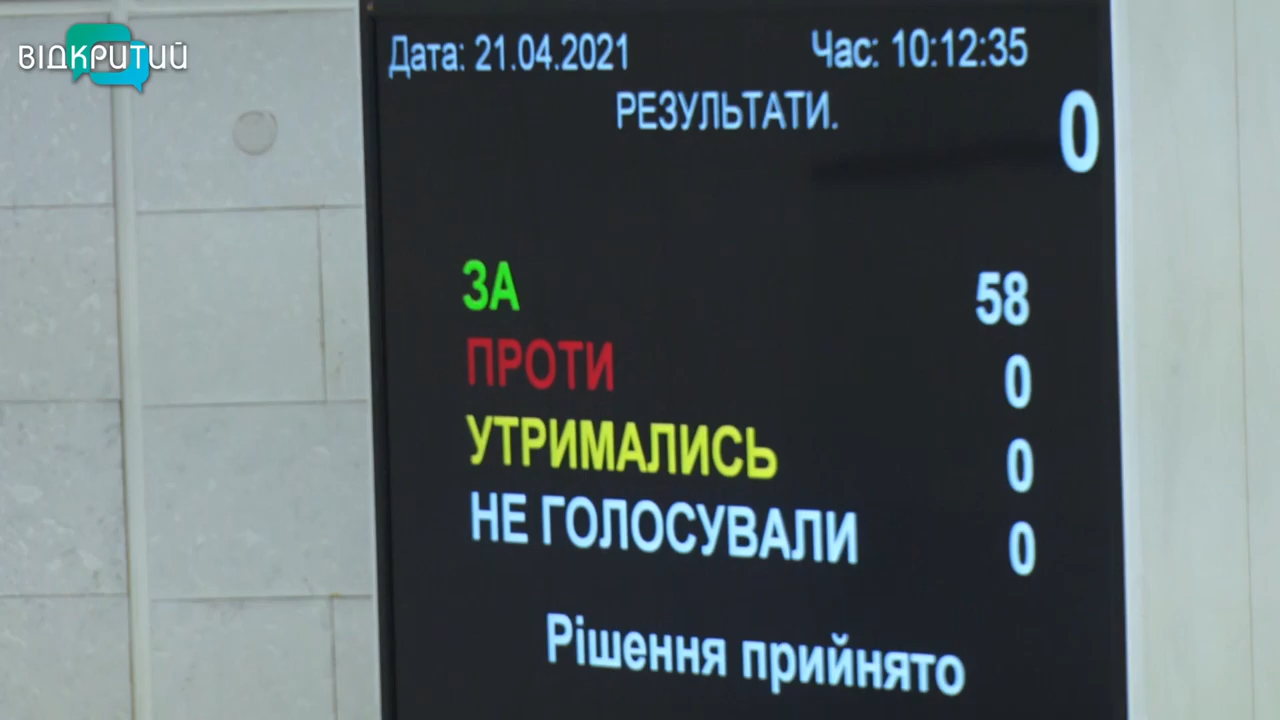 ВІДКРИТИЙ
Дата: 21.04.2021 Час: 10:12:35
РЕЗУЛЬТАТИ.
0
ЗА 58
ПРОТИ 0
УТРИМАЛИСЬ 0
НЕ ГОЛОСУВАЛИ 0
Рішення прийнято